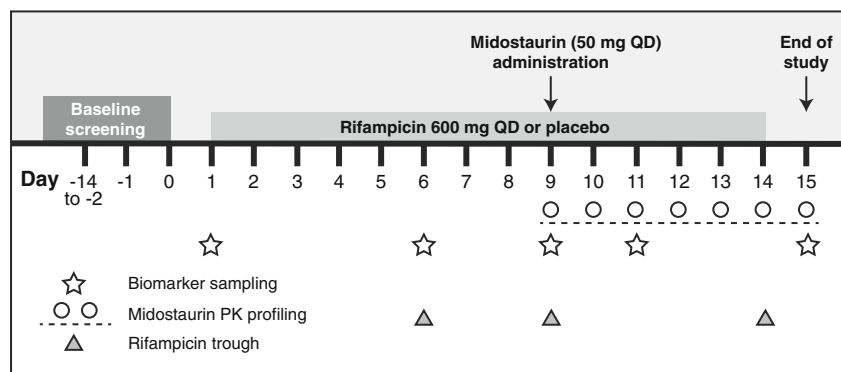 Midostaurin (50 mg QD)
administration
End of
study
Baseline
screening
Rifampicin 600 mg QD or placebo
Day -14 -1 0 1 2 3 4 5 6 7 8 9 10 11 12 13 14 15
to -2
Biomarker sampling
Midostaurin PK profiling
Rifampicin trough